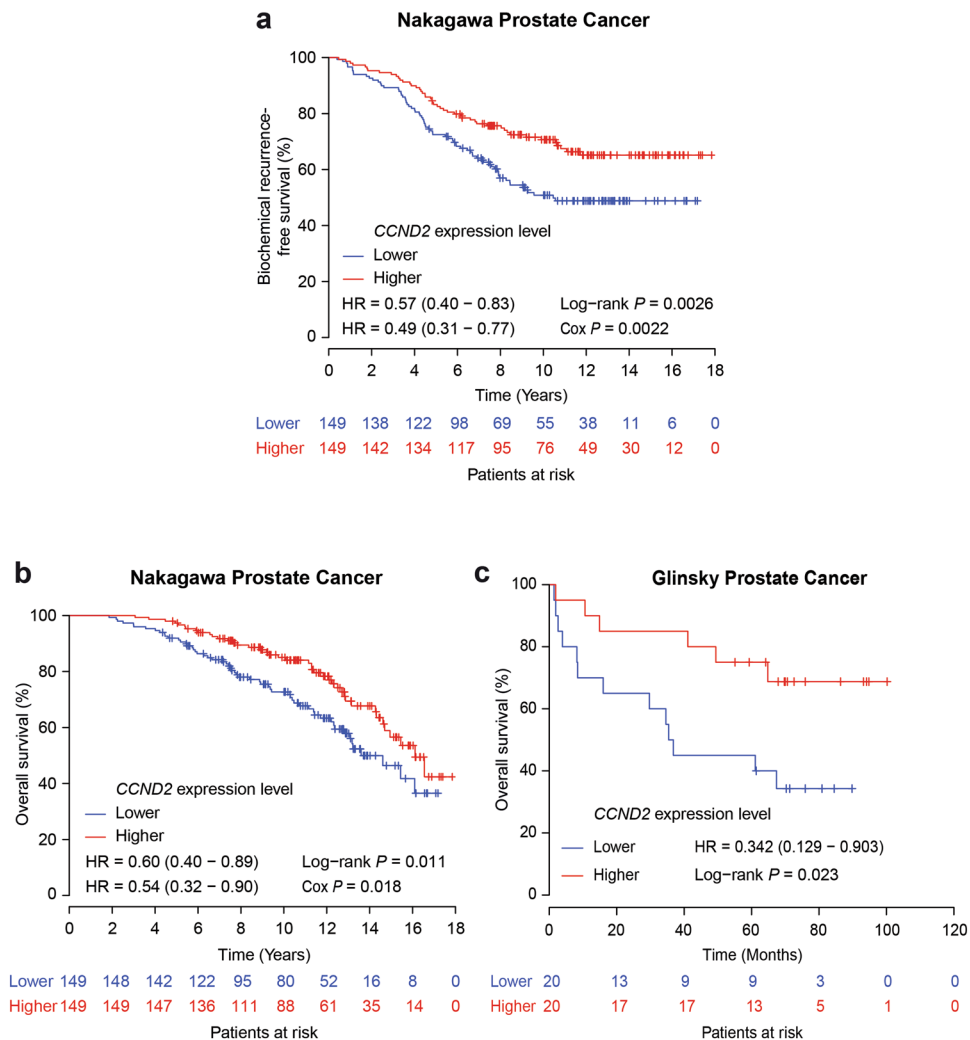 a
Nakagawa Prostate Cancer
Biochemical recurrence-
free survival (%)
100
80
60
40
20
0
CCND2 expression level
Lower
Higher
HR = 0.57 (0.40 − 0.83) Log−rank P = 0.0026
HR = 0.49 (0.31 − 0.77) Cox P = 0.0022
0 2 4 6 8 10 12 14 16 18
Time (Years)
Lower 149 138 122 98 69 55 38 11 6 0
Higher 149 142 134 117 95 76 49 30 12 0
Patients at risk
b
Nakagawa Prostate Cancer
Overall survival (%)
100
80
60
40
20
0
CCND2 expression level
Lower
Higher
HR = 0.60 (0.40 − 0.89) Log−rank P = 0.011
HR = 0.54 (0.32 − 0.90) Cox P = 0.018
0 2 4 6 8 10 12 14 16 18
Time (Years)
Lower 149 148 142 122 95 80 52 16 8 0
Higher 149 149 147 136 111 88 61 35 14 0
Patients at risk
c
Glinsky Prostate Cancer
Overall survival (%)
100
80
60
40
20
0
CCND2 expression level
Lower HR = 0.342 (0.129 − 0.903)
Higher Log−rank P = 0.023
0 20 40 60 80 100 120
Time (Months)
Lower 20 13 9 9 3 0 0
Higher 20 17 17 13 5 1 0
Patients at risk